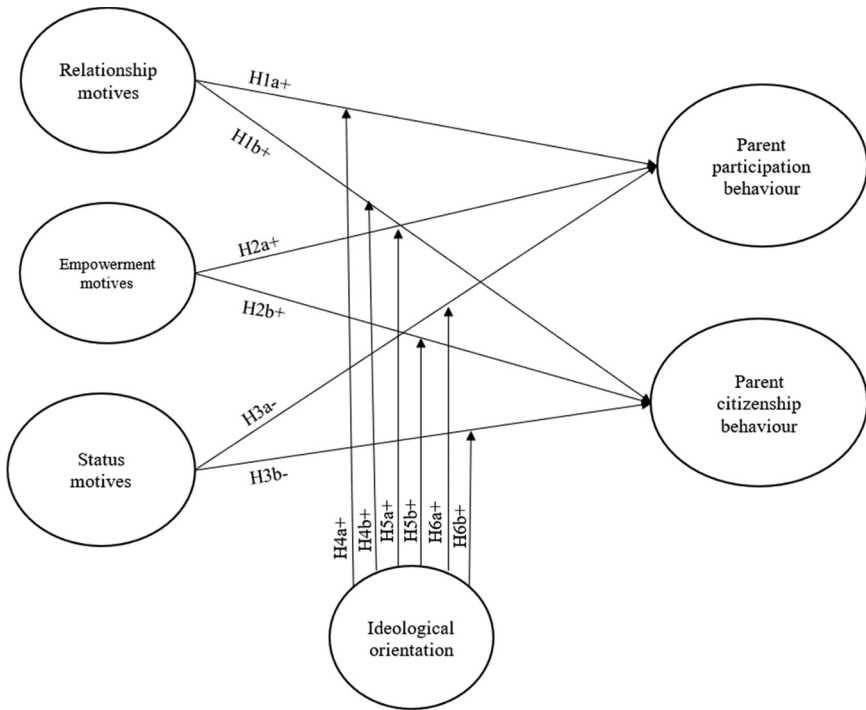 Relationship
motives
H1a+
H1b+
Parent
participation
behaviour
Empowerment
motives
H2a+
H2b+
Parent
citizenship
behaviour
Status
motives
H3a-
H3b-
H4a+
H4b+
H5a+
H5b+
H6a+
H6b+
Ideological
orientation